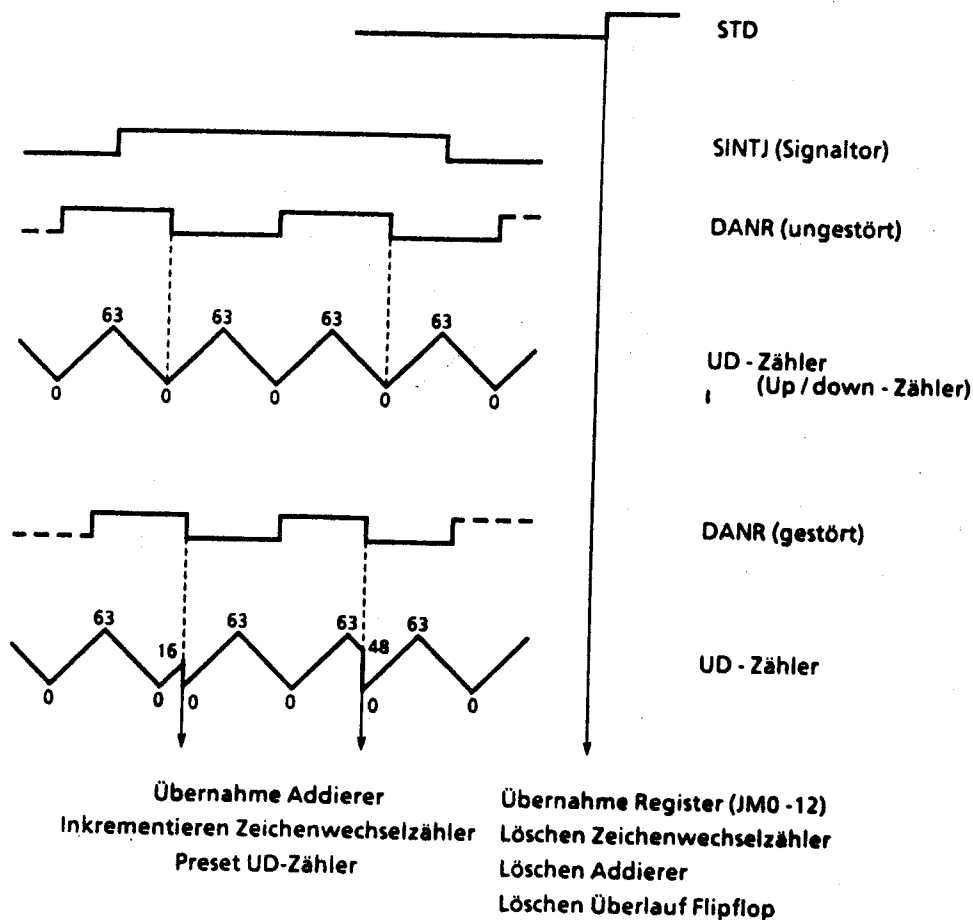 STD
SINTJ (Signaltor)
DANR (ungestört)
63 63 63 63
UD - Zähler
(Up / down - Zähler)
0 0 0 0 0
DANR (gestört)
63 63 63 63
16 48
UD - Zähler
0 0 0 0 0 0
Übernahme Addierer
Inkrementieren Zeichenwechselzähler
Preset UD-Zähler
Übernahme Register (JM0 -12)
Löschen Zeichenwechselzähler
Löschen Addierer
Löschen Überlauf Flipflop